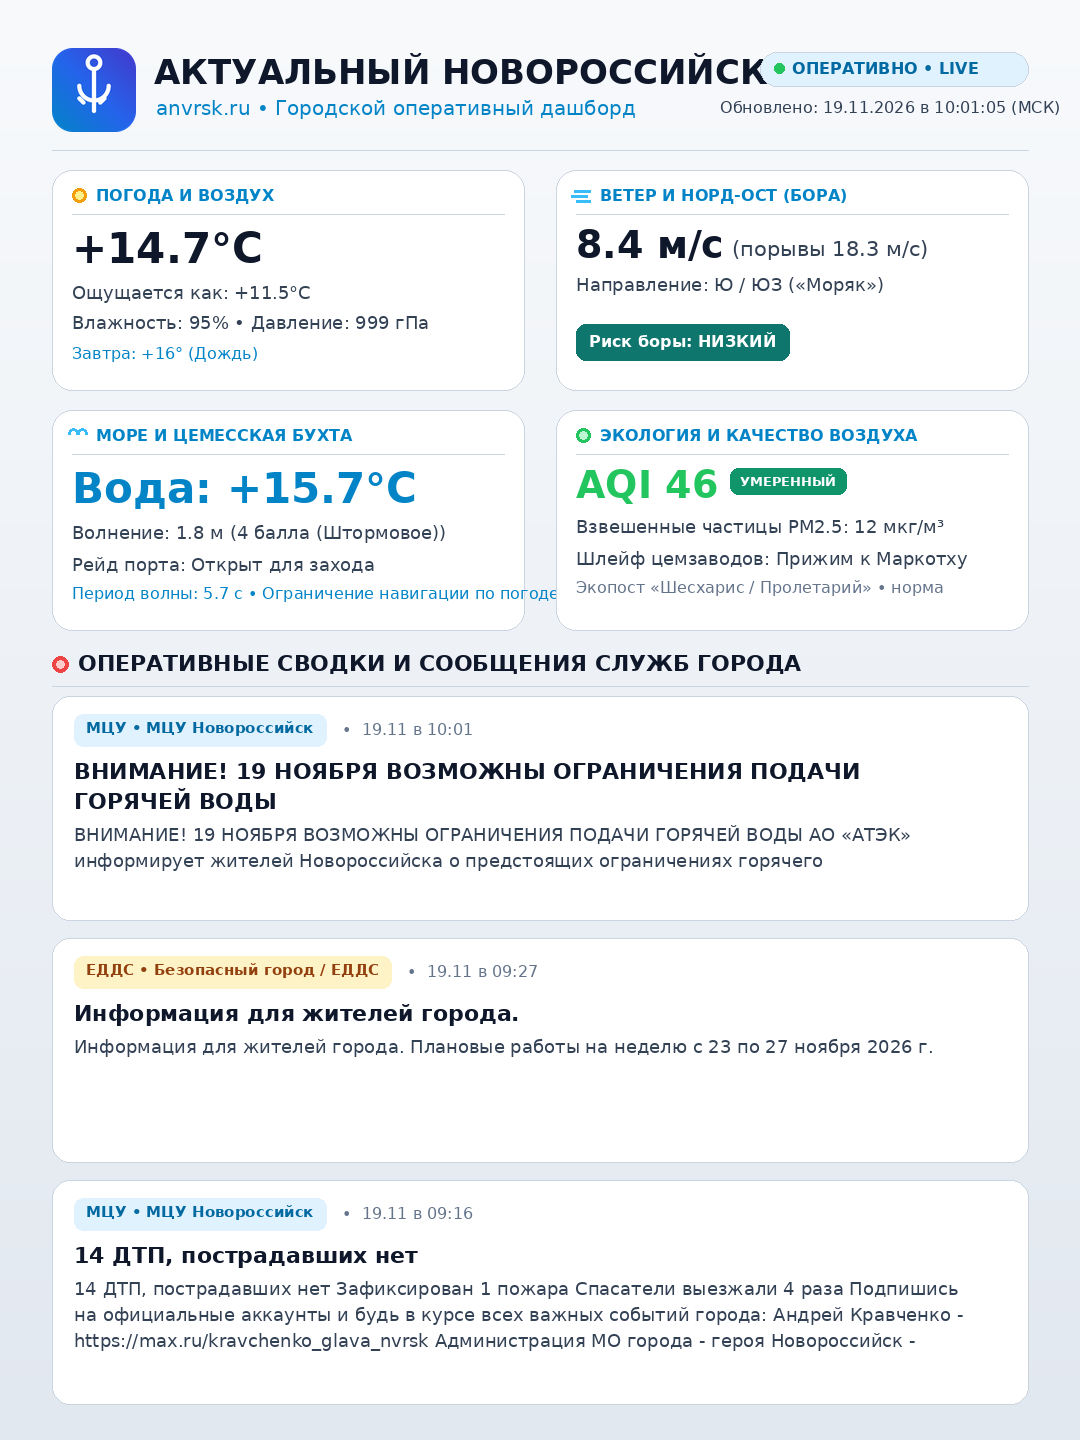 АКТУАЛЬНЫЙ НОВОРОССИЙСК
ОПЕРАТИВНО • LIVE
anvrsk.ru • Городской оперативный дашборд
Обновлено: 19.11.2026 в 10:01:05 (МСК)
ПОГОДА И ВОЗДУХ
+14.7°C
Ощущается как: +11.5°C
Влажность: 95% • Давление: 999 гПа
Завтра: +16° (Дождь)
ВЕТЕР И НОРД-ОСТ (БОРА)
8.4 м/с (порывы 18.3 м/с)
Направление: Ю / ЮЗ («Моряк»)
Риск боры: НИЗКИЙ
МОРЕ И ЦЕМЕССКАЯ БУХТА
Вода: +15.7°C
Волнение: 1.8 м (4 балла (Штормовое))
Рейд порта: Открыт для захода
Период волны: 5.7 с • Ограничение навигации по погоде
ЭКОЛОГИЯ И КАЧЕСТВО ВОЗДУХА
AQI 46 УМЕРЕННЫЙ
Взвешенные частицы PM2.5: 12 мкг/м³
Шлейф цемзаводов: Прижим к Маркотху
Экопост «Шесхарис / Пролетарий» • норма
ОПЕРАТИВНЫЕ СВОДКИ И СООБЩЕНИЯ СЛУЖБ ГОРОДА
МЦУ • МЦУ Новороссийск • 19.11 в 10:01
ВНИМАНИЕ! 19 НОЯБРЯ ВОЗМОЖНЫ ОГРАНИЧЕНИЯ ПОДАЧИ
ГОРЯЧЕЙ ВОДЫ
ВНИМАНИЕ! 19 НОЯБРЯ ВОЗМОЖНЫ ОГРАНИЧЕНИЯ ПОДАЧИ ГОРЯЧЕЙ ВОДЫ АО «АТЭК»
информирует жителей Новороссийска о предстоящих ограничениях горячего
ЕДДС • Безопасный город / ЕДДС • 19.11 в 09:27
Информация для жителей города.
Информация для жителей города. Плановые работы на неделю с 23 по 27 ноября 2026 г.
МЦУ • МЦУ Новороссийск • 19.11 в 09:16
14 ДТП, пострадавших нет
14 ДТП, пострадавших нет Зафиксирован 1 пожара Спасатели выезжали 4 раза Подпишись
на официальные аккаунты и будь в курсе всех важных событий города: Андрей Кравченко -
https://max.ru/kravchenko_glava_nvrsk Администрация МО города - героя Новороссийск -